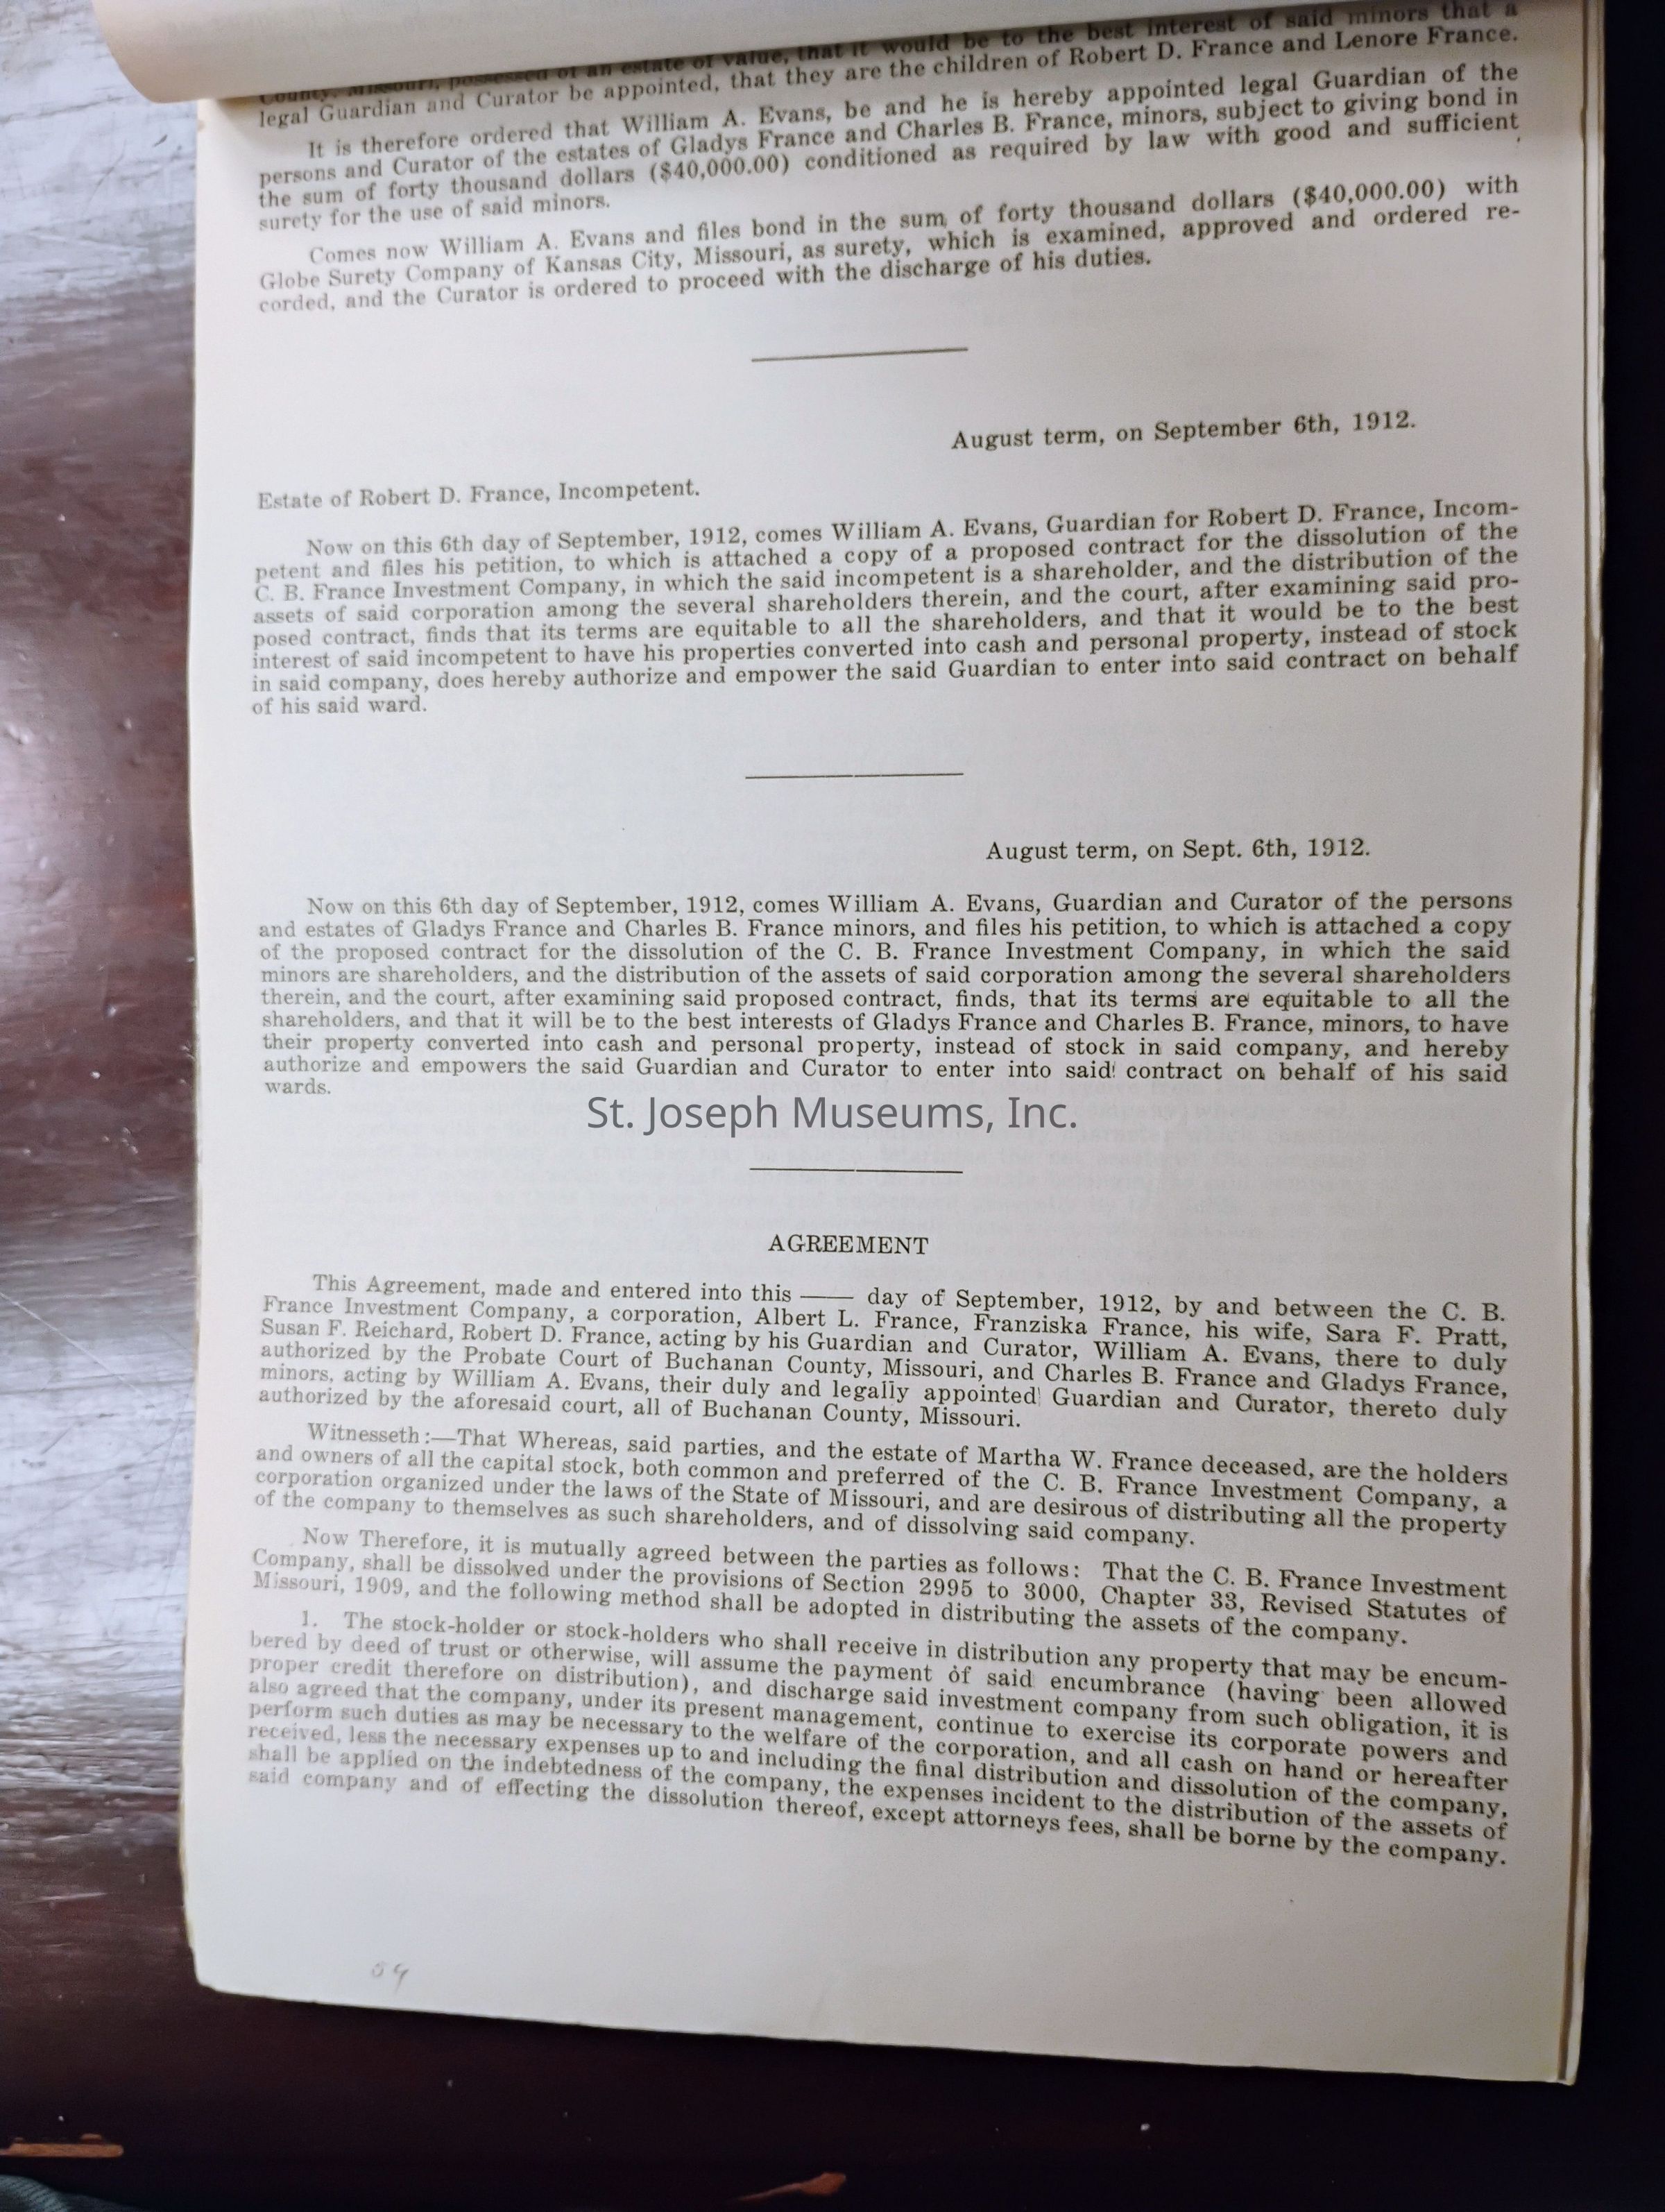 County, Missouri, possessed of an estate of value, that it would be to the best interest of said minors that a
legal Guardian and Curator be appointed, that they are the children of Robert D. France and Lenore France.
It is therefore ordered that William A. Evans, be and he is hereby appointed legal Guardian of the
persons and Curator of the estates of Gladys France and Charles B. France, minors, subject to giving bond in
the sum of forty thousand dollars ($40,000.00) conditioned as required by law with good and sufficient
surety for the use of said minors.
Comes now William A. Evans and files bond in the sum of forty thousand dollars ($40,000.00) with
Globe Surety Company of Kansas City, Missouri, as surety, which is examined, approved and ordered re-
corded, and the Curator is ordered to proceed with the discharge of his duties.
August term, on September 6th, 1912.
Estate of Robert D. France, Incompetent.
Now on this 6th day of September, 1912, comes William A. Evans, Guardian for Robert D. France, Incom-
petent and files his petition, to which is attached a copy of a proposed contract for the dissolution of the
C. B. France Investment Company, in which the said incompetent is a shareholder, and the distribution of the
assets of said corporation among the several shareholders therein, and the court, after examining said pro-
posed contract, finds that its terms are equitable to all the shareholders, and that it would be to the best
interest of said incompetent to have his properties converted into cash and personal property, instead of stock
in said company, does hereby authorize and empower the said Guardian to enter into said contract on behalf
of his said ward.
August term, on Sept. 6th, 1912.
Now on this 6th day of September, 1912, comes William A. Evans, Guardian and Curator of the persons
and estates of Gladys France and Charles B. France minors, and files his petition, to which is attached a copy
of the proposed contract for the dissolution of the C. B. France Investment Company, in which the said
minors are shareholders, and the distribution of the assets of said corporation among the several shareholders
therein, and the court, after examining said proposed contract, finds, that its terms are equitable to all the
shareholders, and that it will be to the best interests of Gladys France and Charles B. France, minors, to have
their property converted into cash and personal property, instead of stock in said company, and hereby
authorize and empowers the said Guardian and Curator to enter into said contract on behalf of his said
wards.
St. Joseph Museums, Inc.
AGREEMENT
This Agreement, made and entered into this —— day of September, 1912, by and between the C. B.
France Investment Company, a corporation, Albert L. France, Franziska France, his wife, Sara F. Pratt,
Susan F. Reichard, Robert D. France, acting by his Guardian and Curator, William A. Evans, there to duly
authorized by the Probate Court of Buchanan County, Missouri, and Charles B. France and Gladys France,
minors, acting by William A. Evans, their duly and legally appointed Guardian and Curator, thereto duly
authorized by the aforesaid court, all of Buchanan County, Missouri.
Witnesseth:—That Whereas, said parties, and the estate of Martha W. France deceased, are the holders
and owners of all the capital stock, both common and preferred of the C. B. France Investment Company, a
corporation organized under the laws of the State of Missouri, and are desirous of distributing all the property
of the company to themselves as such shareholders, and of dissolving said company.
Now Therefore, it is mutually agreed between the parties as follows: That the C. B. France Investment
Company, shall be dissolved under the provisions of Section 2995 to 3000, Chapter 33, Revised Statutes of
Missouri, 1909, and the following method shall be adopted in distributing the assets of the company.
1. The stock-holder or stock-holders who shall receive in distribution any property that may be encum-
bered by deed of trust or otherwise, will assume the payment of said encumbrance (having been allowed
proper credit therefore on distribution), and discharge said investment company from such obligation, it is
also agreed that the company, under its present management, continue to exercise its corporate powers and
perform such duties as may be necessary to the welfare of the corporation, and all cash on hand or hereafter
received, less the necessary expenses up to and including the final distribution and dissolution of the company,
shall be applied on the indebtedness of the company, the expenses incident to the distribution of the assets of
said company and of effecting the dissolution thereof, except attorneys fees, shall be borne by the company.